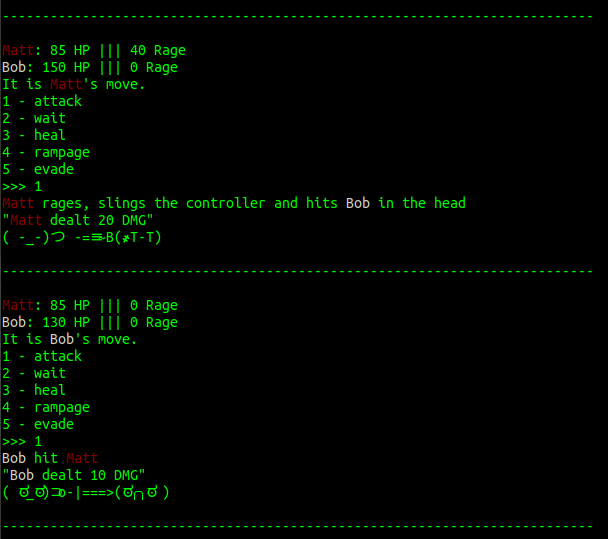 --------------------------------------------------------------------------
Matt: 85 HP ||| 40 Rage
Bob: 150 HP ||| 0 Rage
It is Matt's move.
1 - attack
2 - wait
3 - heal
4 - rampage
5 - evade
>>> 1
Matt rages, slings the controller and hits Bob in the head
"Matt dealt 20 DMG"
( -_-)つ -=≡B(҂T-T)
--------------------------------------------------------------------------
Matt: 85 HP ||| 0 Rage
Bob: 130 HP ||| 0 Rage
It is Bob's move.
1 - attack
2 - wait
3 - heal
4 - rampage
5 - evade
>>> 1
Bob hit Matt
"Bob dealt 10 DMG"
( ಠ_ಠ)⊃o-|===>(ಠ╭╮ಠ )
--------------------------------------------------------------------------